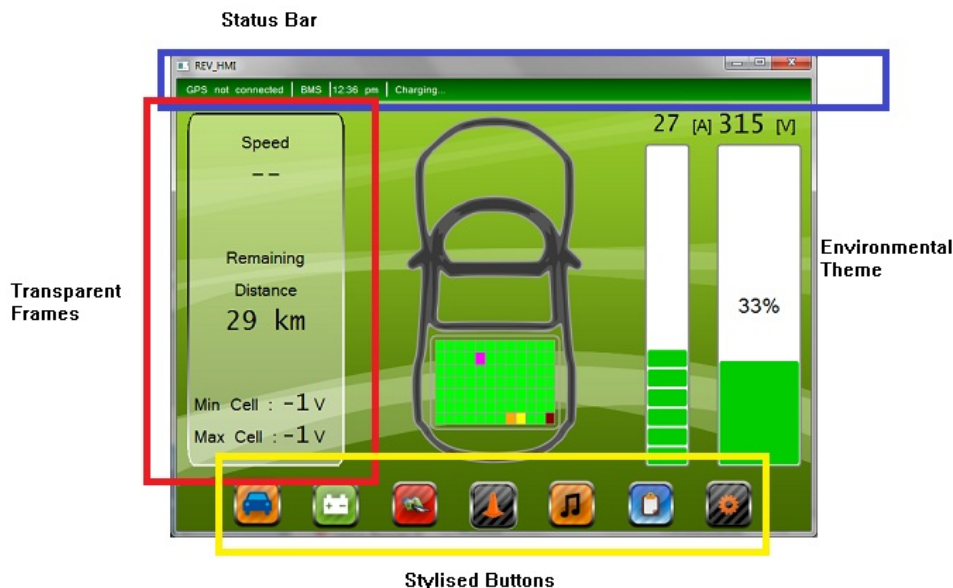 Status Bar
REV_HMI
GPS not connected | BMS | 12:36 pm | Charging...
27 [A] 315 [V]
Speed
--
Remaining
Distance
29 km
Min Cell : -1 V
Max Cell : -1 V
33%
Transparent
Frames
Environmental
Theme
Stylised Buttons